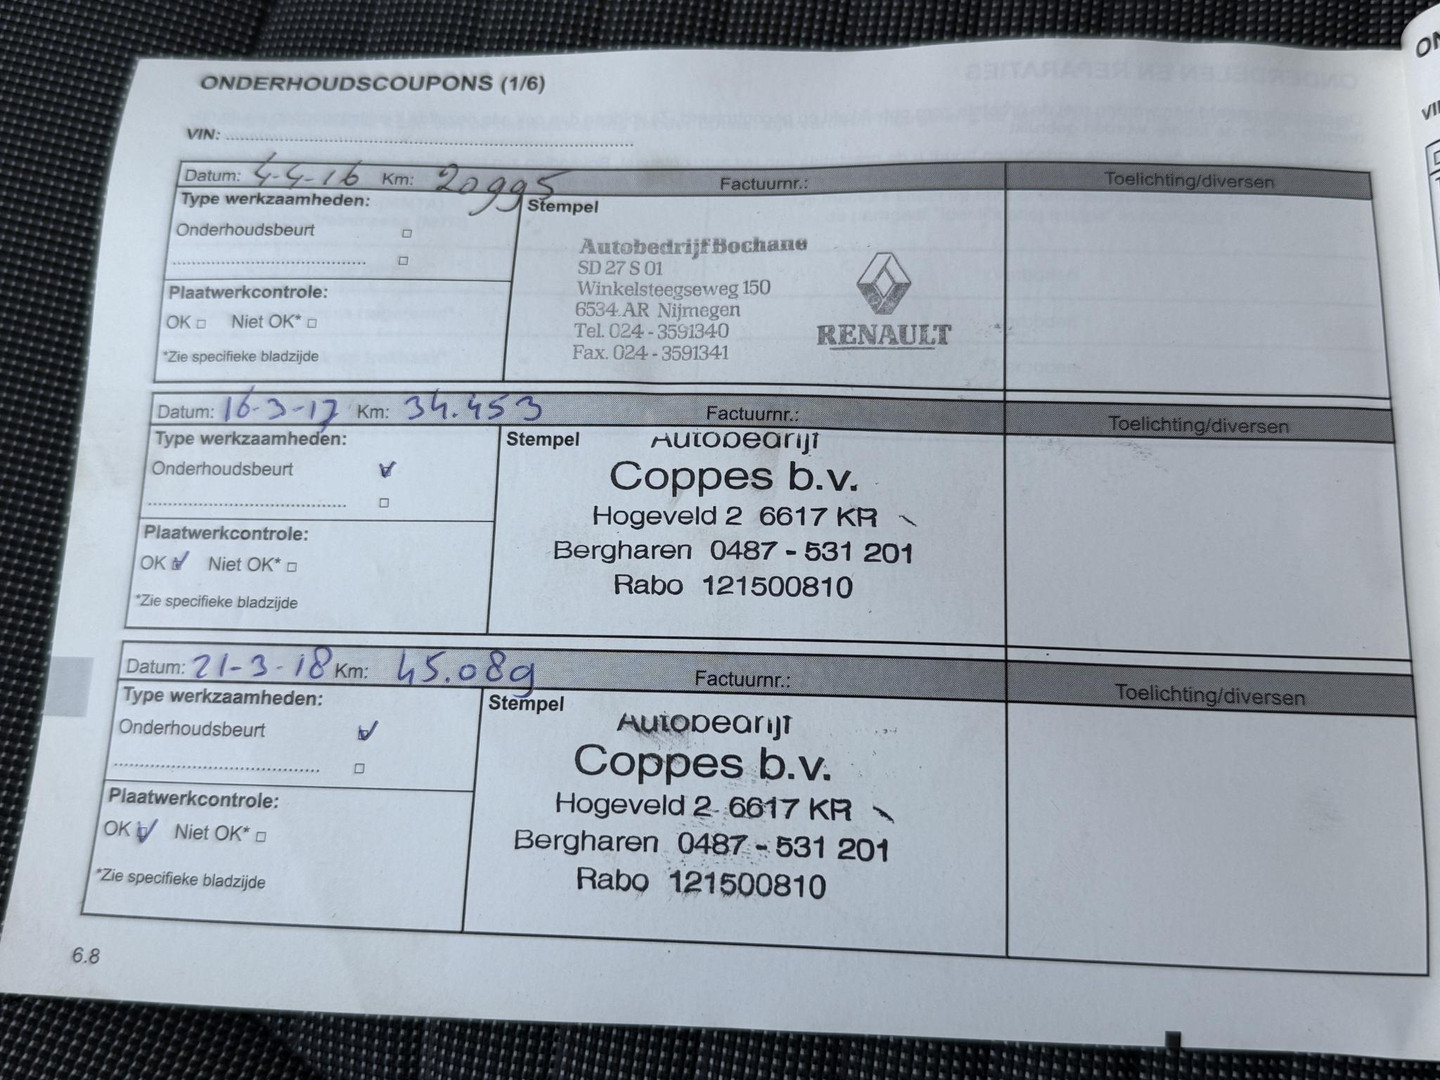 ONDERHOUDSCOUPONS (1/6)
VIN:
Datum: 4-4-16 Km: 20995 Factuurnr.: Toelichting/diversen
Type werkzaamheden: Stempel
Onderhoudsbeurt
Plaatwerkcontrole:
OK Niet OK*
*Zie specifieke bladzijde
Autobedrijf Bochane
SD 27 S 01
Winkelsteegseweg 150
6534 AR Nijmegen
Tel. 024 - 3591340
Fax. 024 - 3591341
RENAULT
Datum: 16-3-17 Km: 34.453 Factuurnr.: Toelichting/diversen
Type werkzaamheden: Stempel
Onderhoudsbeurt
Plaatwerkcontrole:
OK Niet OK*
*Zie specifieke bladzijde
Autobedrijf
Coppes b.v.
Hogeveld 2 6617 KR
Bergharen 0487 - 531 201
Rabo 121500810
Datum: 21-3-18 Km: 45.089 Factuurnr.: Toelichting/diversen
Type werkzaamheden: Stempel
Onderhoudsbeurt
Plaatwerkcontrole:
OK Niet OK*
*Zie specifieke bladzijde
Autobedrijf
Coppes b.v.
Hogeveld 2 6617 KR
Bergharen 0487 - 531 201
Rabo 121500810
6.8